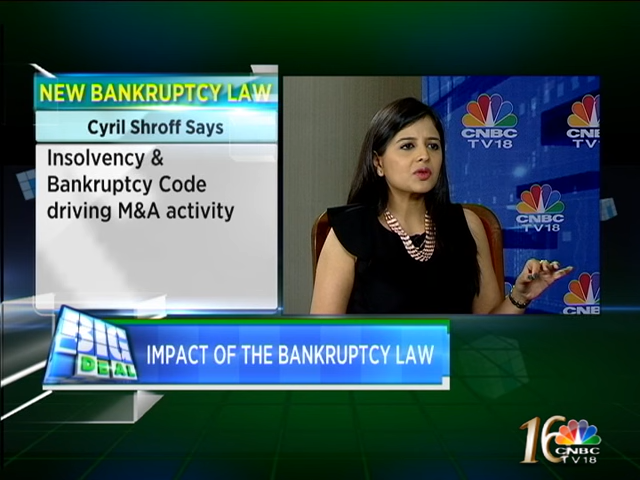 NEW BANKRUPTCY LAW
Cyril Shroff Says
Insolvency &
Bankruptcy Code
driving M&A activity
CNBC
TV18
CNBC
TV18
CNBC
TV18
CNBC
BIG
DEAL
IMPACT OF THE BANKRUPTCY LAW
16
CNBC
TV18